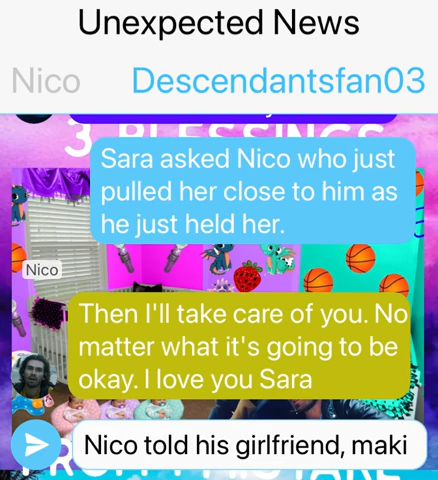 Unexpected News
Nico Descendantsfan03
3 BLESSINGS
Sara asked Nico who just
pulled her close to him as
he just held her.
Nico
Then I'll take care of you. No
matter what it's going to be
okay. I love you Sara
Nico told his girlfriend, maki